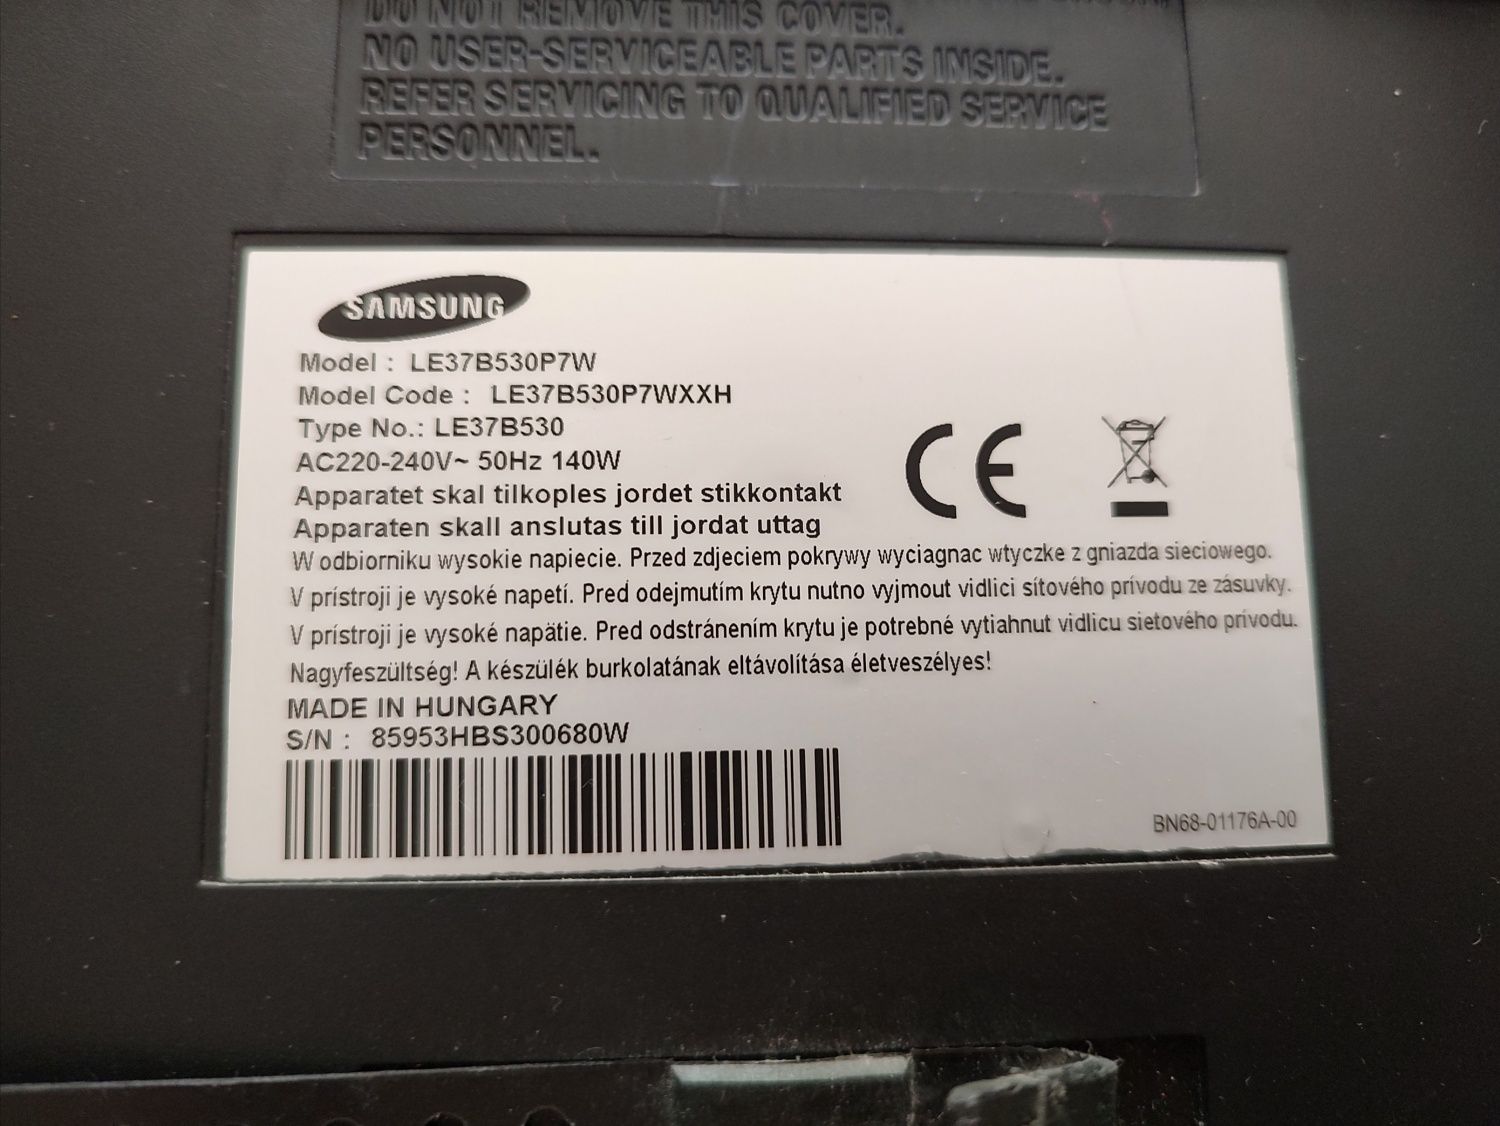 DO NOT REMOVE THIS COVER.
NO USER-SERVICEABLE PARTS INSIDE.
REFER SERVICING TO QUALIFIED SERVICE
PERSONNEL.
SAMSUNG
Model : LE37B530P7W
Model Code : LE37B530P7WXXH
Type No.: LE37B530
AC220-240V~ 50Hz 140W
Apparatet skal tilkoples jordet stikkontakt
Apparaten skall anslutas till jordat uttag
W odbiorniku wysokie napiecie. Przed zdjeciem pokrywy wyciagnac wtyczke z gniazda sieciowego.
V prístroji je vysoké napetí. Pred odejmutím krytu nutno vyjmout vidlici sítového prívodu ze zásuvky.
V prístroji je vysoké napätie. Pred odstránením krytu je potrebné vytiahnut vidlicu sietového prívodu.
Nagyfeszültség! A készülék burkolatának eltávolítása életveszélyes!
MADE IN HUNGARY
S/N : 85953HBS300680W
CE
BN68-01176A-00